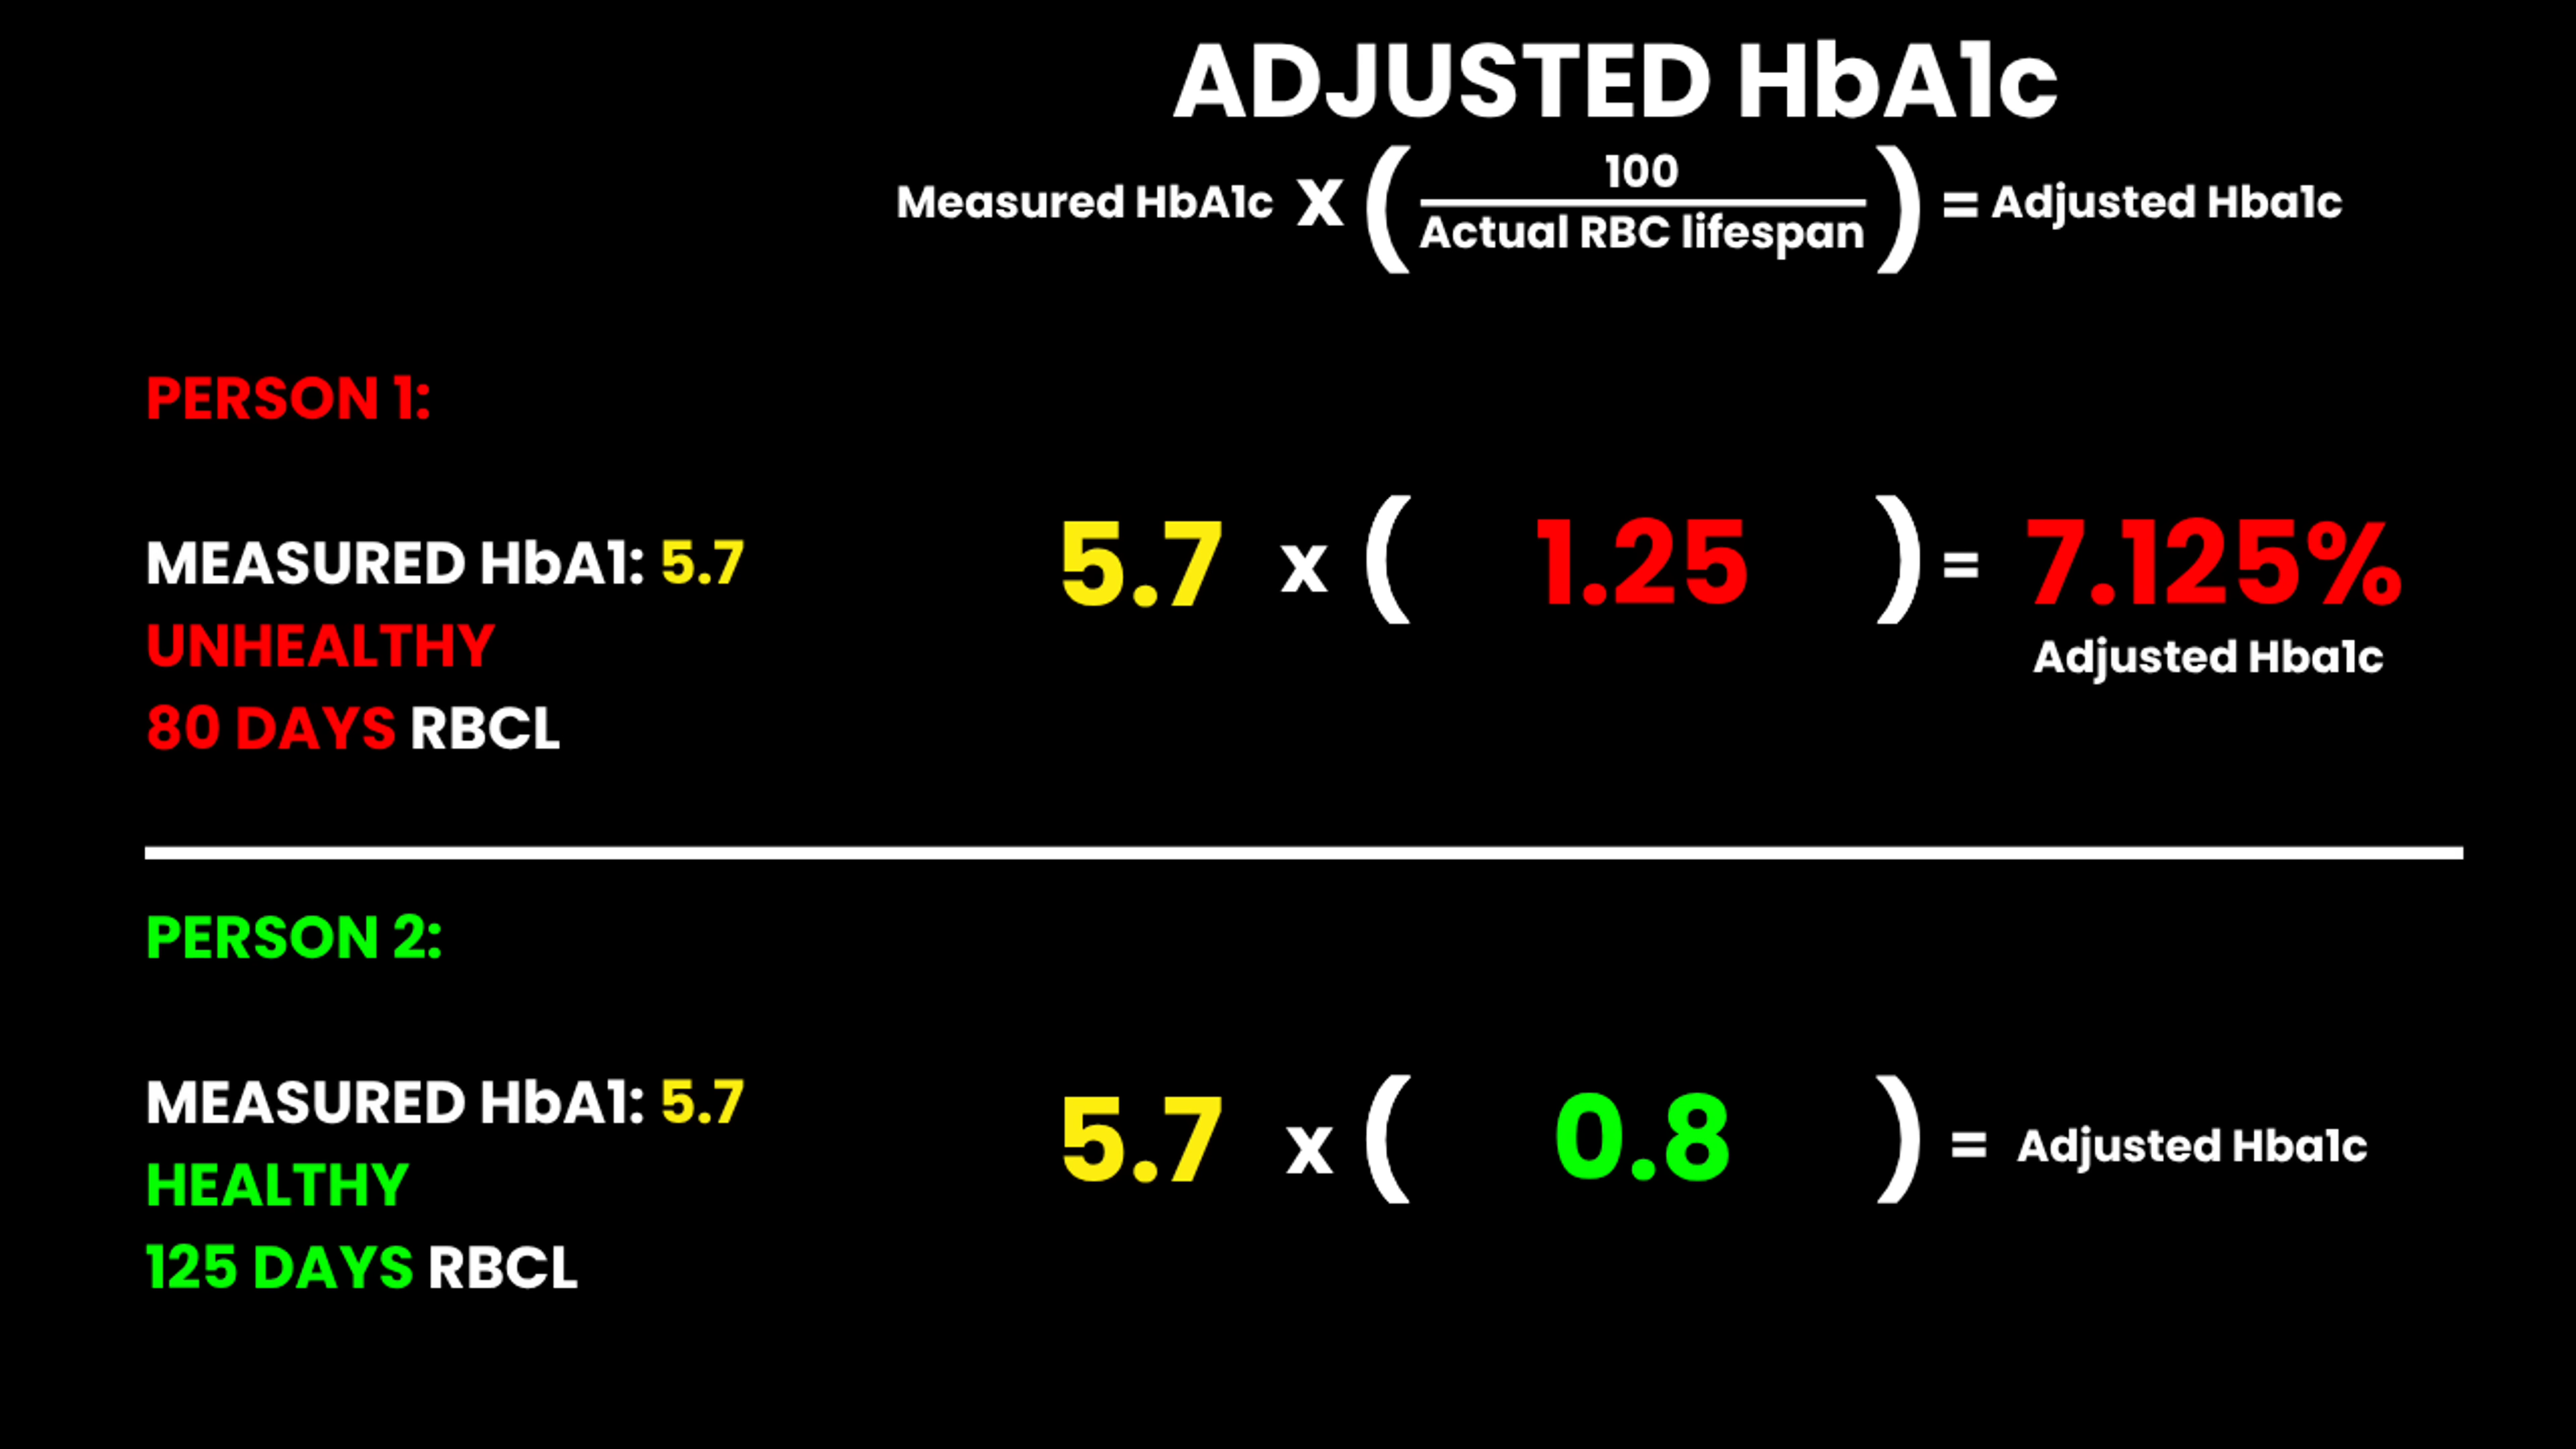 ADJUSTED HbA1c
Measured HbA1c x ( 100 / Actual RBC lifespan ) = Adjusted Hba1c
PERSON 1:
MEASURED HbA1: 5.7
UNHEALTHY
80 DAYS RBCL
5.7 x ( 1.25 ) = 7.125%
Adjusted Hba1c
PERSON 2:
MEASURED HbA1: 5.7
HEALTHY
125 DAYS RBCL
5.7 x ( 0.8 ) = Adjusted Hba1c